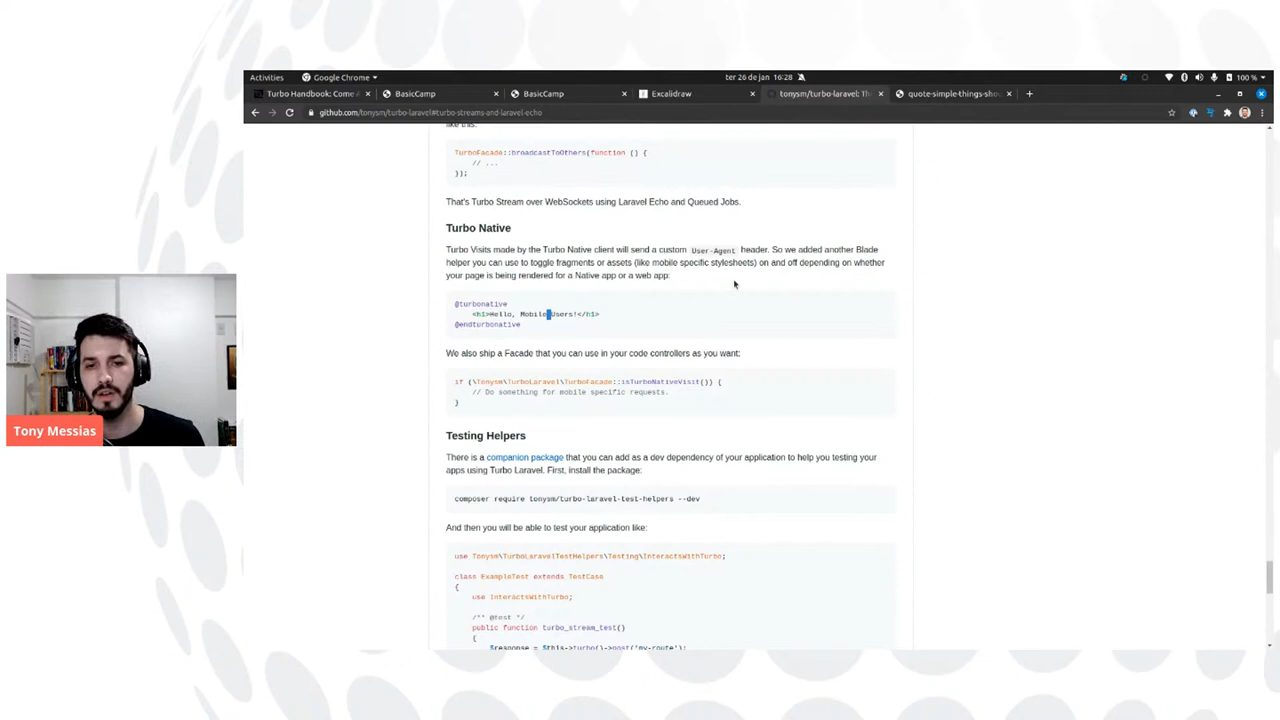 Activities
Google Chrome
ter 26 de jan 16:28
100 %
Turbo Handbook: Come A
BasicCamp
BasicCamp
Excalidraw
tonysm/turbo-laravel: Th
quote-simple-things-shou
github.com/tonysm/turbo-laravel#turbo-streams-and-laravel-echo
like this:
TurboFacade::broadcastToOthers(function () {
// ...
});
That's Turbo Stream over WebSockets using Laravel Echo and Queued Jobs.
Turbo Native
Turbo Visits made by the Turbo Native client will send a custom User-Agent header. So we added another Blade
helper you can use to toggle fragments or assets (like mobile specific stylesheets) on and off depending on whether
your page is being rendered for a Native app or a web app:
@turbonative
<h1>Hello, Mobile Users!</h1>
@endturbonative
We also ship a Facade that you can use in your code controllers as you want:
if (\Tonysm\TurboLaravel\TurboFacade::isTurboNativeVisit()) {
// Do something for mobile specific requests.
}
Testing Helpers
There is a companion package that you can add as a dev dependency of your application to help you testing your
apps using Turbo Laravel. First, install the package:
composer require tonysm/turbo-laravel-test-helpers --dev
And then you will be able to test your application like:
use Tonysm\TurboLaravelTestHelpers\Testing\InteractsWithTurbo;
class ExampleTest extends TestCase
{
use InteractsWithTurbo;
/** @test */
public function turbo_stream_test()
{
$response = $this->turbo()->post('my-route');
Tony Messias